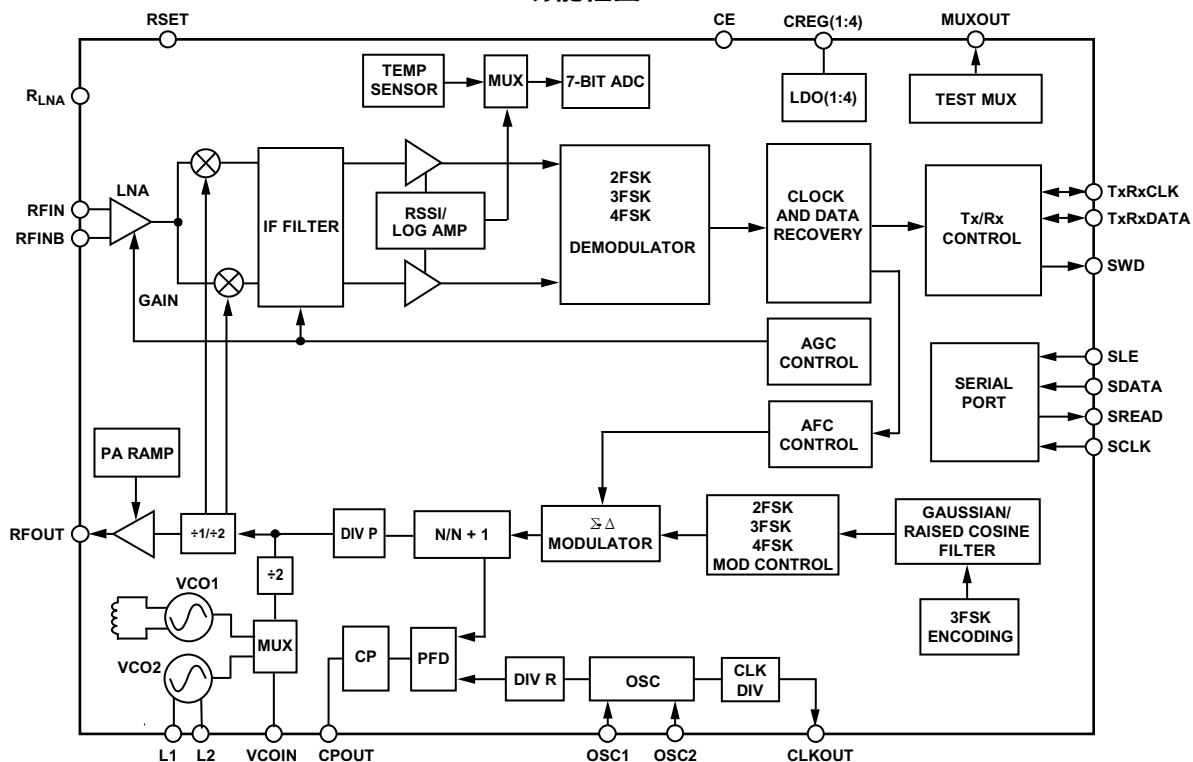 RSET
CE
CREG(1:4)
MUXOUT
TEMP
SENSOR
MUX
7-BIT ADC
LDO(1:4)
TEST MUX
RLNA
LNA
RFIN
RFINB
GAIN
IF FILTER
RSSI/
LOG AMP
2FSK
3FSK
4FSK
DEMODULATOR
CLOCK
AND DATA
RECOVERY
Tx/Rx
CONTROL
TxRxCLK
TxRxDATA
SWD
AGC
CONTROL
SERIAL
PORT
SLE
SDATA
SREAD
SCLK
AFC
CONTROL
PA RAMP
RFOUT
÷1/÷2
DIV P
N/N + 1
Σ-Δ
MODULATOR
2FSK
3FSK
4FSK
MOD CONTROL
GAUSSIAN/
RAISED COSINE
FILTER
3FSK
ENCODING
÷2
VCO1
VCO2
MUX
CP
PFD
DIV R
OSC
CLK
DIV
L1
L2
VCOIN
CPOUT
OSC1
OSC2
CLKOUT